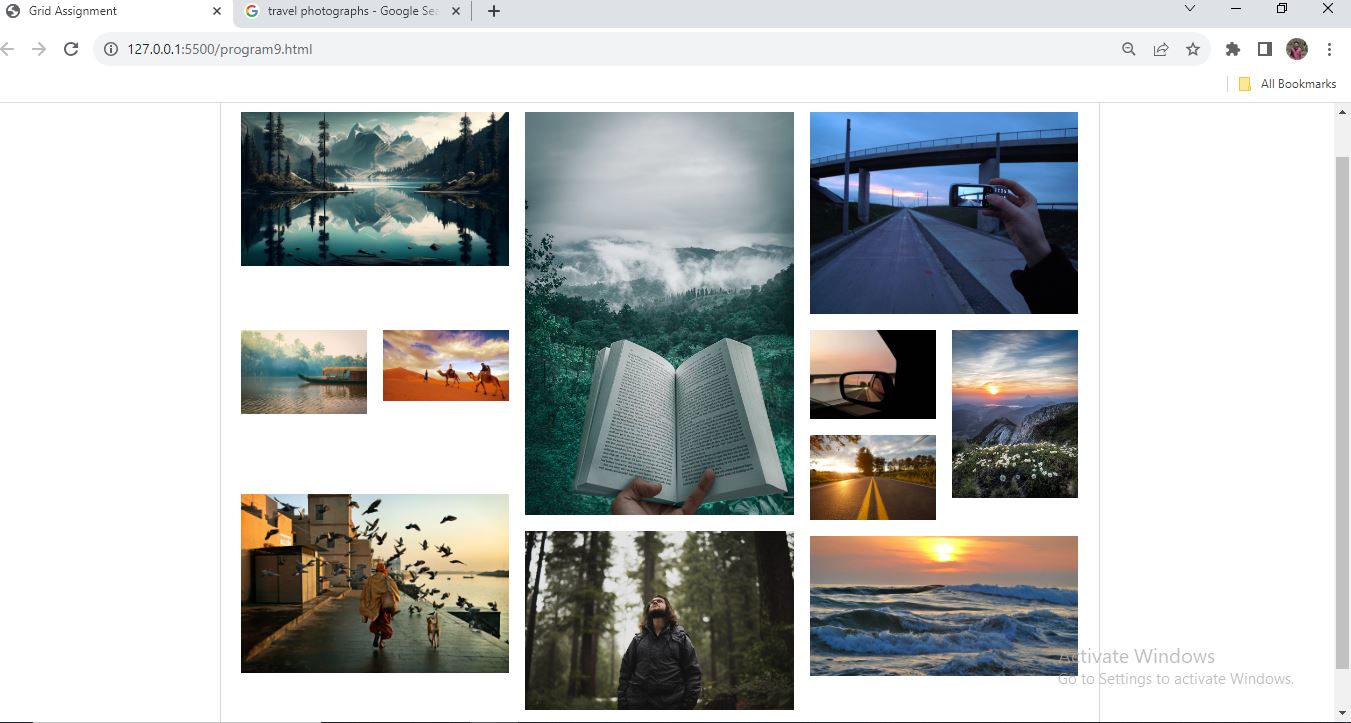 Grid Assignment
travel photographs - Google Sea
127.0.0.1:5500/program9.html
All Bookmarks
Activate Windows
Go to Settings to activate Windows.